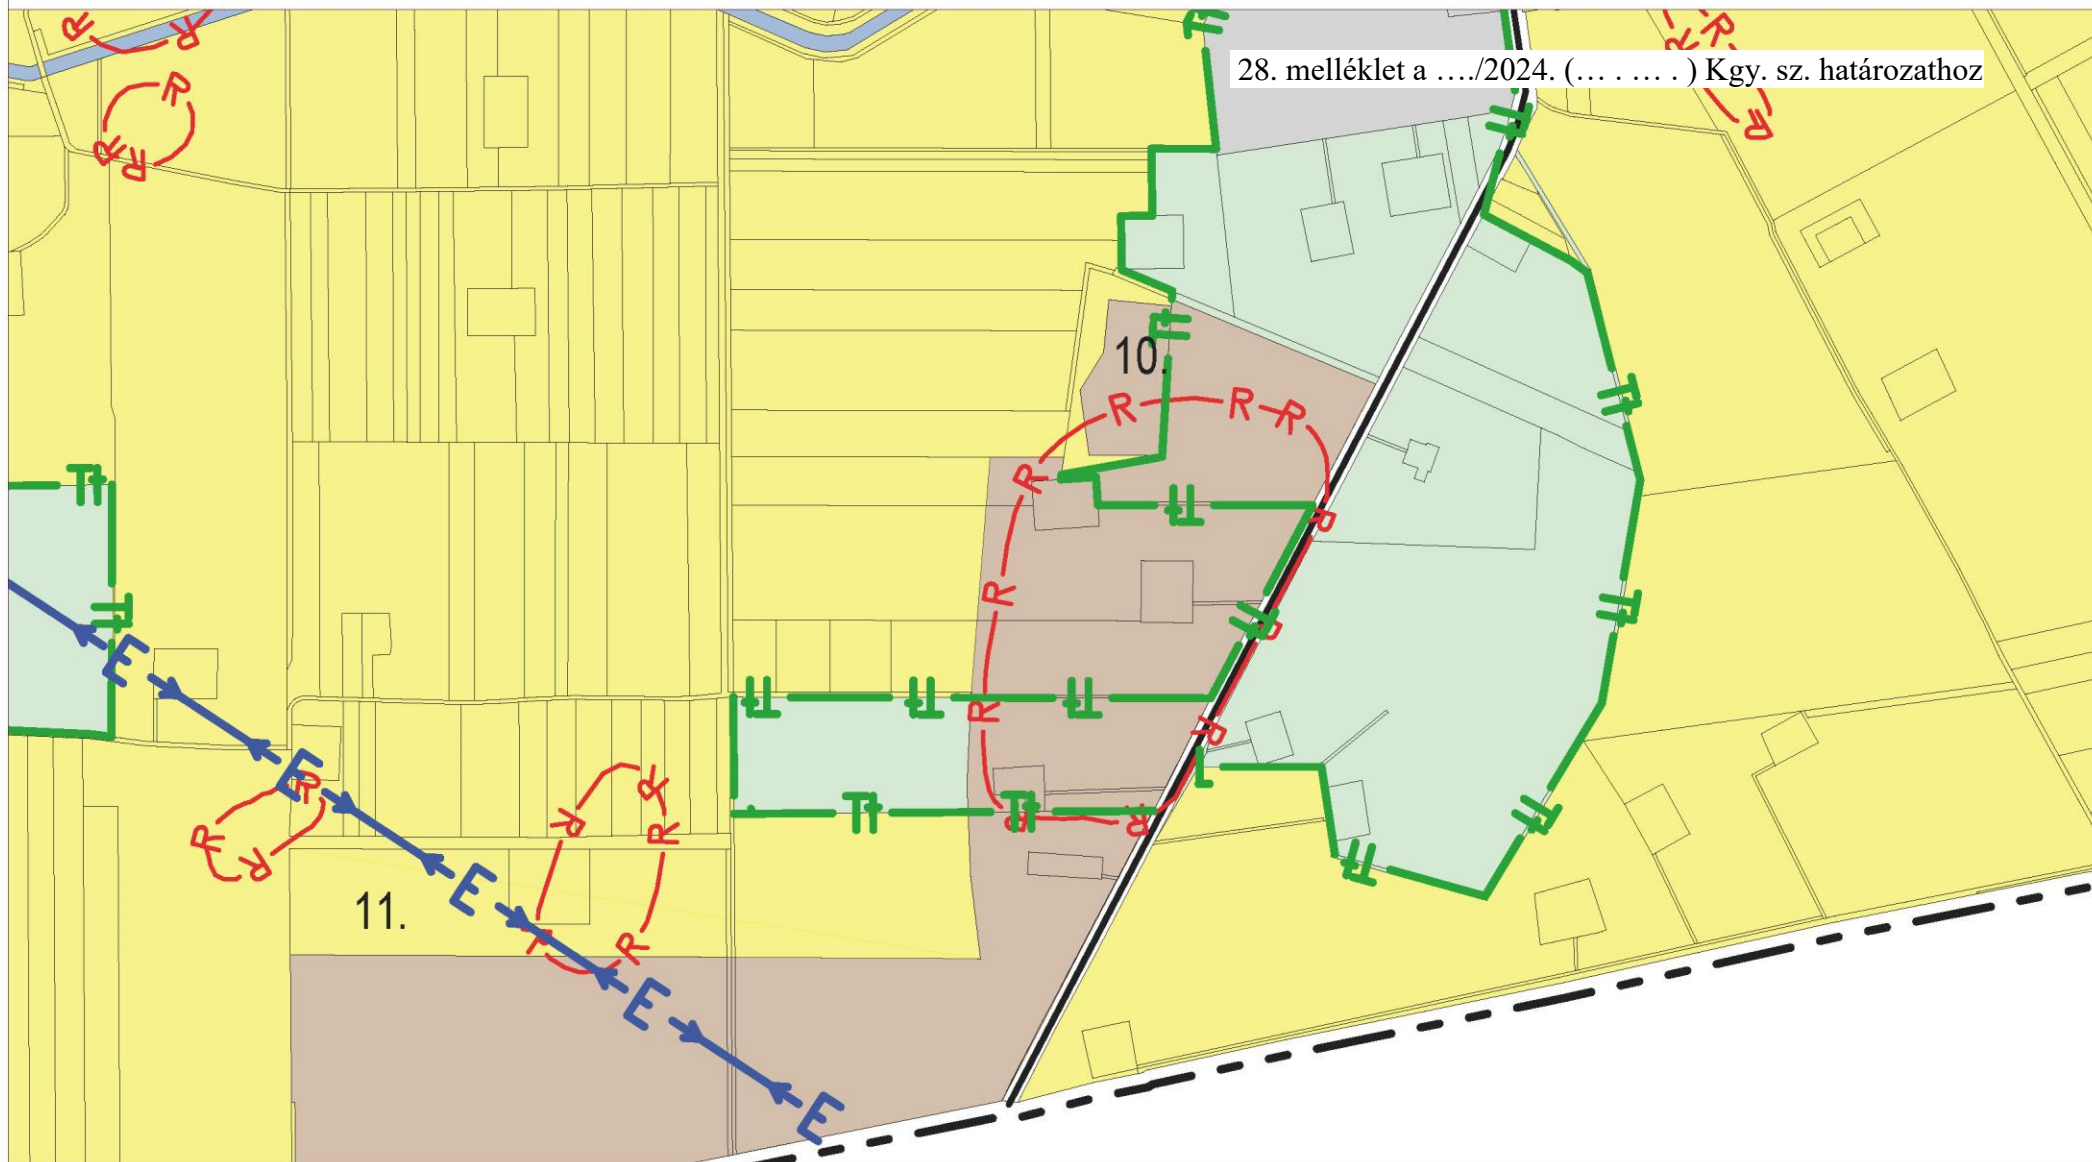 28. melléklet a …./2024. (… . … . ) Kgy. sz. határozathoz
10.
11.